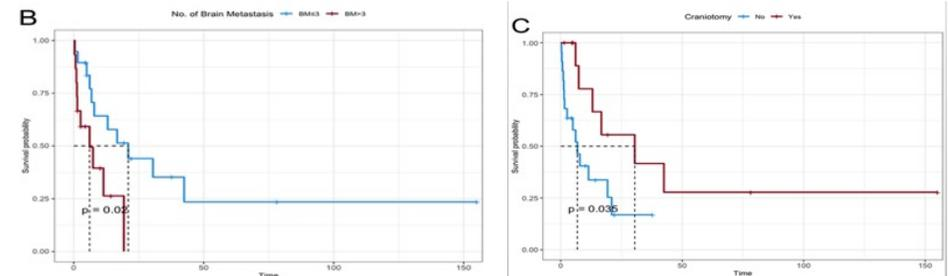 B
No. of Brain Metastasis BM≤3 BM>3
1.00
0.75
0.50
0.25
0.00
Survival probability
p = 0.02
0 50 100 150
Time
C
Craniotomy No Yes
1.00
0.75
0.50
0.25
0.00
Survival probability
p = 0.035
0 50 100 150
Time